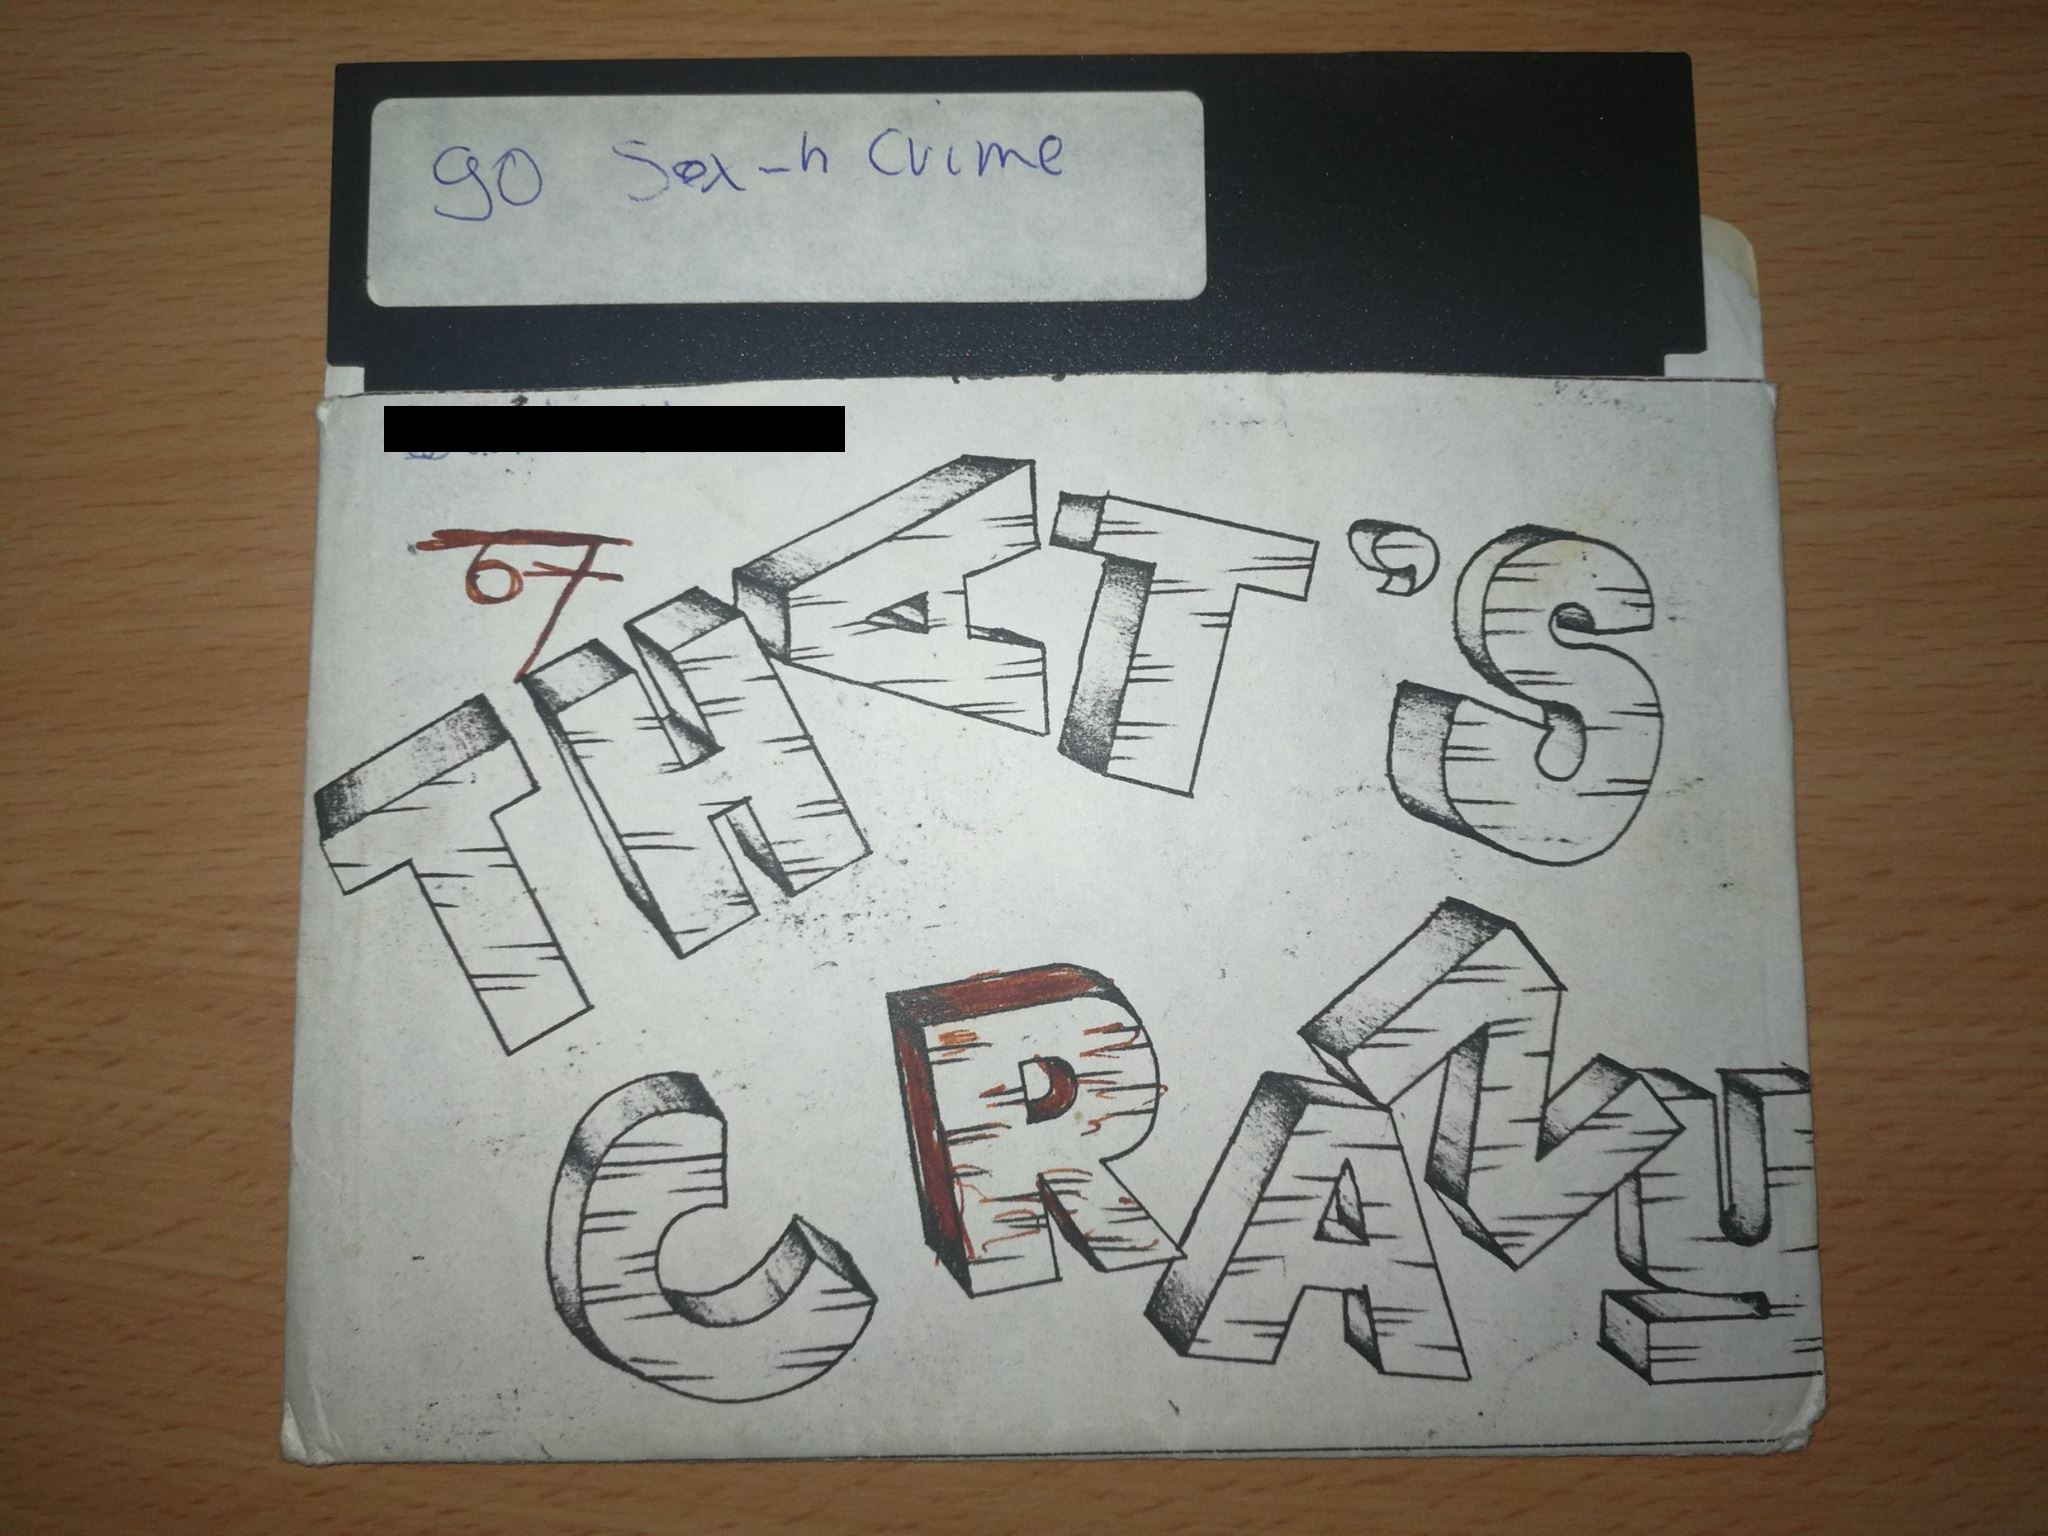 90 Sex-n Crime
67
THAT'S
CRAZY